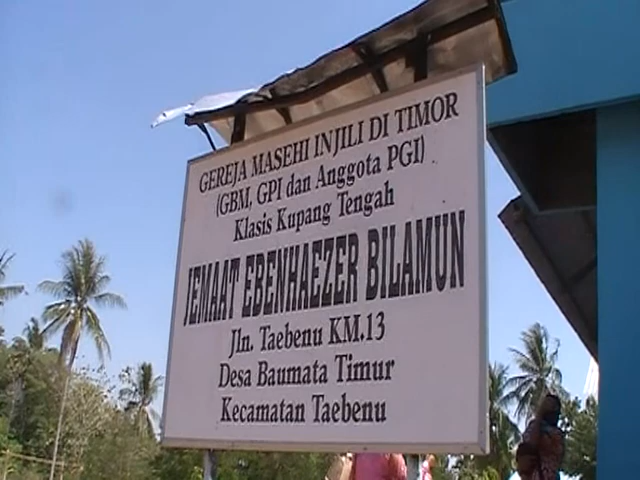 GEREJA MASEHI INJILI DI TIMOR
(GBM, GPI dan Anggota PGI)
Klasis Kupang Tengah
JEMAAT EBENHAEZER BILAMUN
Jln. Taebenu KM.13
Desa Baumata Timur
Kecamatan Taebenu